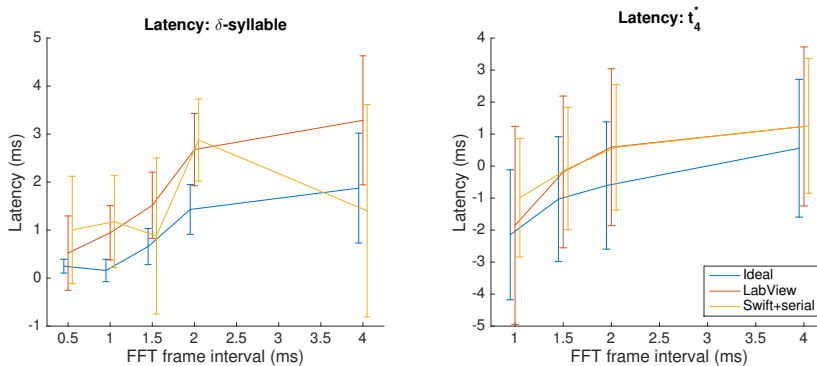 Latency: δ-syllable
5
4
3
2
1
0
-1
Latency (ms)
0.5 1 1.5 2 2.5 3 3.5 4
FFT frame interval (ms)
Latency: t*4
4
3
2
1
0
-1
-2
-3
-4
-5
Latency (ms)
1 1.5 2 2.5 3 3.5 4
FFT frame interval (ms)
Ideal
LabView
Swift+serial